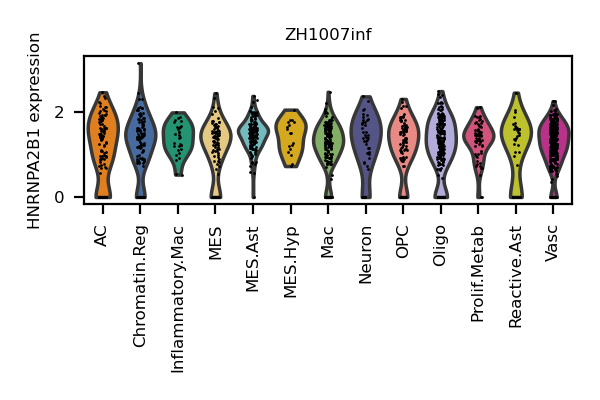 ZH1007inf
HNRNPA2B1 expression
2
0
AC
Chromatin.Reg
Inflammatory.Mac
MES
MES.Ast
MES.Hyp
Mac
Neuron
OPC
Oligo
Prolif.Metab
Reactive.Ast
Vasc